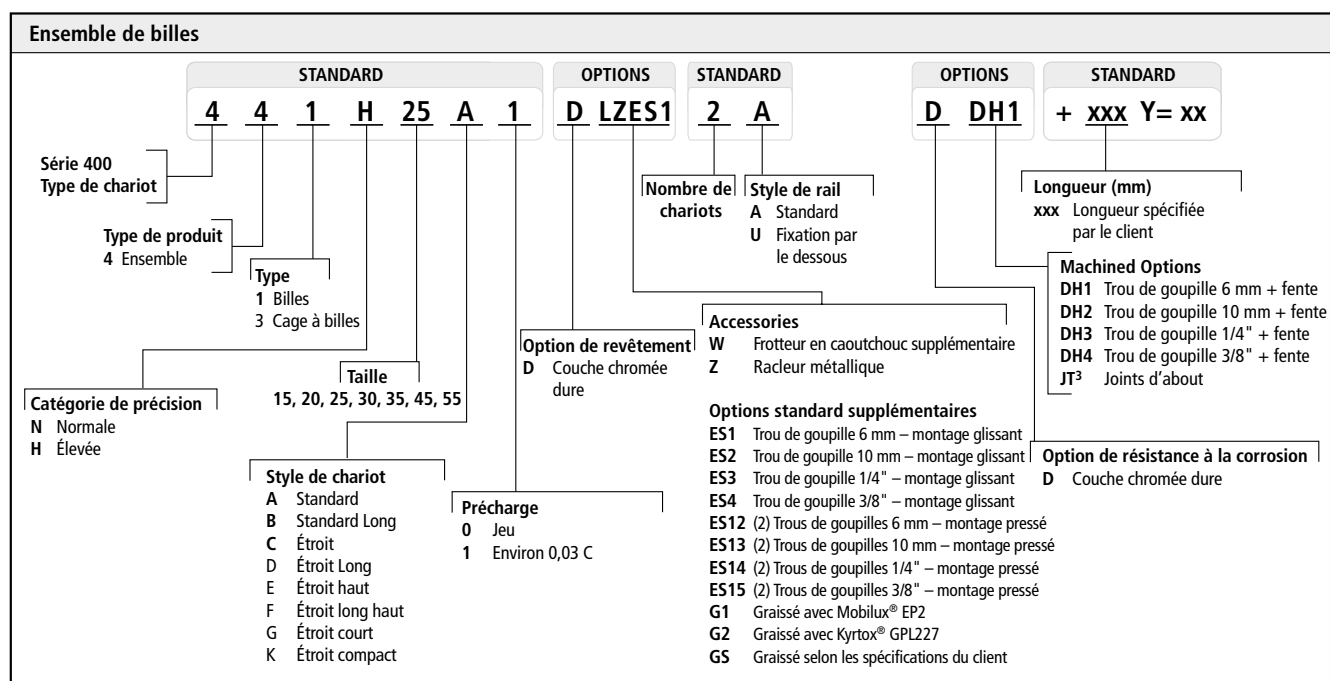 Ensemble de billes
STANDARD OPTIONS STANDARD OPTIONS STANDARD
4 4 1 H 25 A 1 D LZES1 2 A D DH1 + xxx Y= xx
Série 400
Type de chariot
Type de produit
4 Ensemble
Type
1 Billes
3 Cage à billes
Catégorie de précision
N Normale
H Élevée
Taille
15, 20, 25, 30, 35, 45, 55
Style de chariot
A Standard
B Standard Long
C Étroit
D Étroit Long
E Étroit haut
F Étroit long haut
G Étroit court
K Étroit compact
Précharge
0 Jeu
1 Environ 0,03 C
Option de revêtement
D Couche chromée
dure
Nombre de
chariots
Style de rail
A Standard
U Fixation par
le dessous
Accessories
W Frotteur en caoutchouc supplémentaire
Z Racleur métallique
Options standard supplémentaires
ES1 Trou de goupille 6 mm – montage glissant
ES2 Trou de goupille 10 mm – montage glissant
ES3 Trou de goupille 1/4" – montage glissant
ES4 Trou de goupille 3/8" – montage glissant
ES12 (2) Trous de goupilles 6 mm – montage pressé
ES13 (2) Trous de goupilles 10 mm – montage pressé
ES14 (2) Trous de goupilles 1/4" – montage pressé
ES15 (2) Trous de goupilles 3/8" – montage pressé
G1 Graissé avec Mobilux® EP2
G2 Graissé avec Kyrtox® GPL227
GS Graissé selon les spécifications du client
Longueur (mm)
xxx Longueur spécifiée
par le client
Machined Options
DH1 Trou de goupille 6 mm + fente
DH2 Trou de goupille 10 mm + fente
DH3 Trou de goupille 1/4" + fente
DH4 Trou de goupille 3/8" + fente
JT³ Joints d'about
Option de résistance à la corrosion
D Couche chromée dure